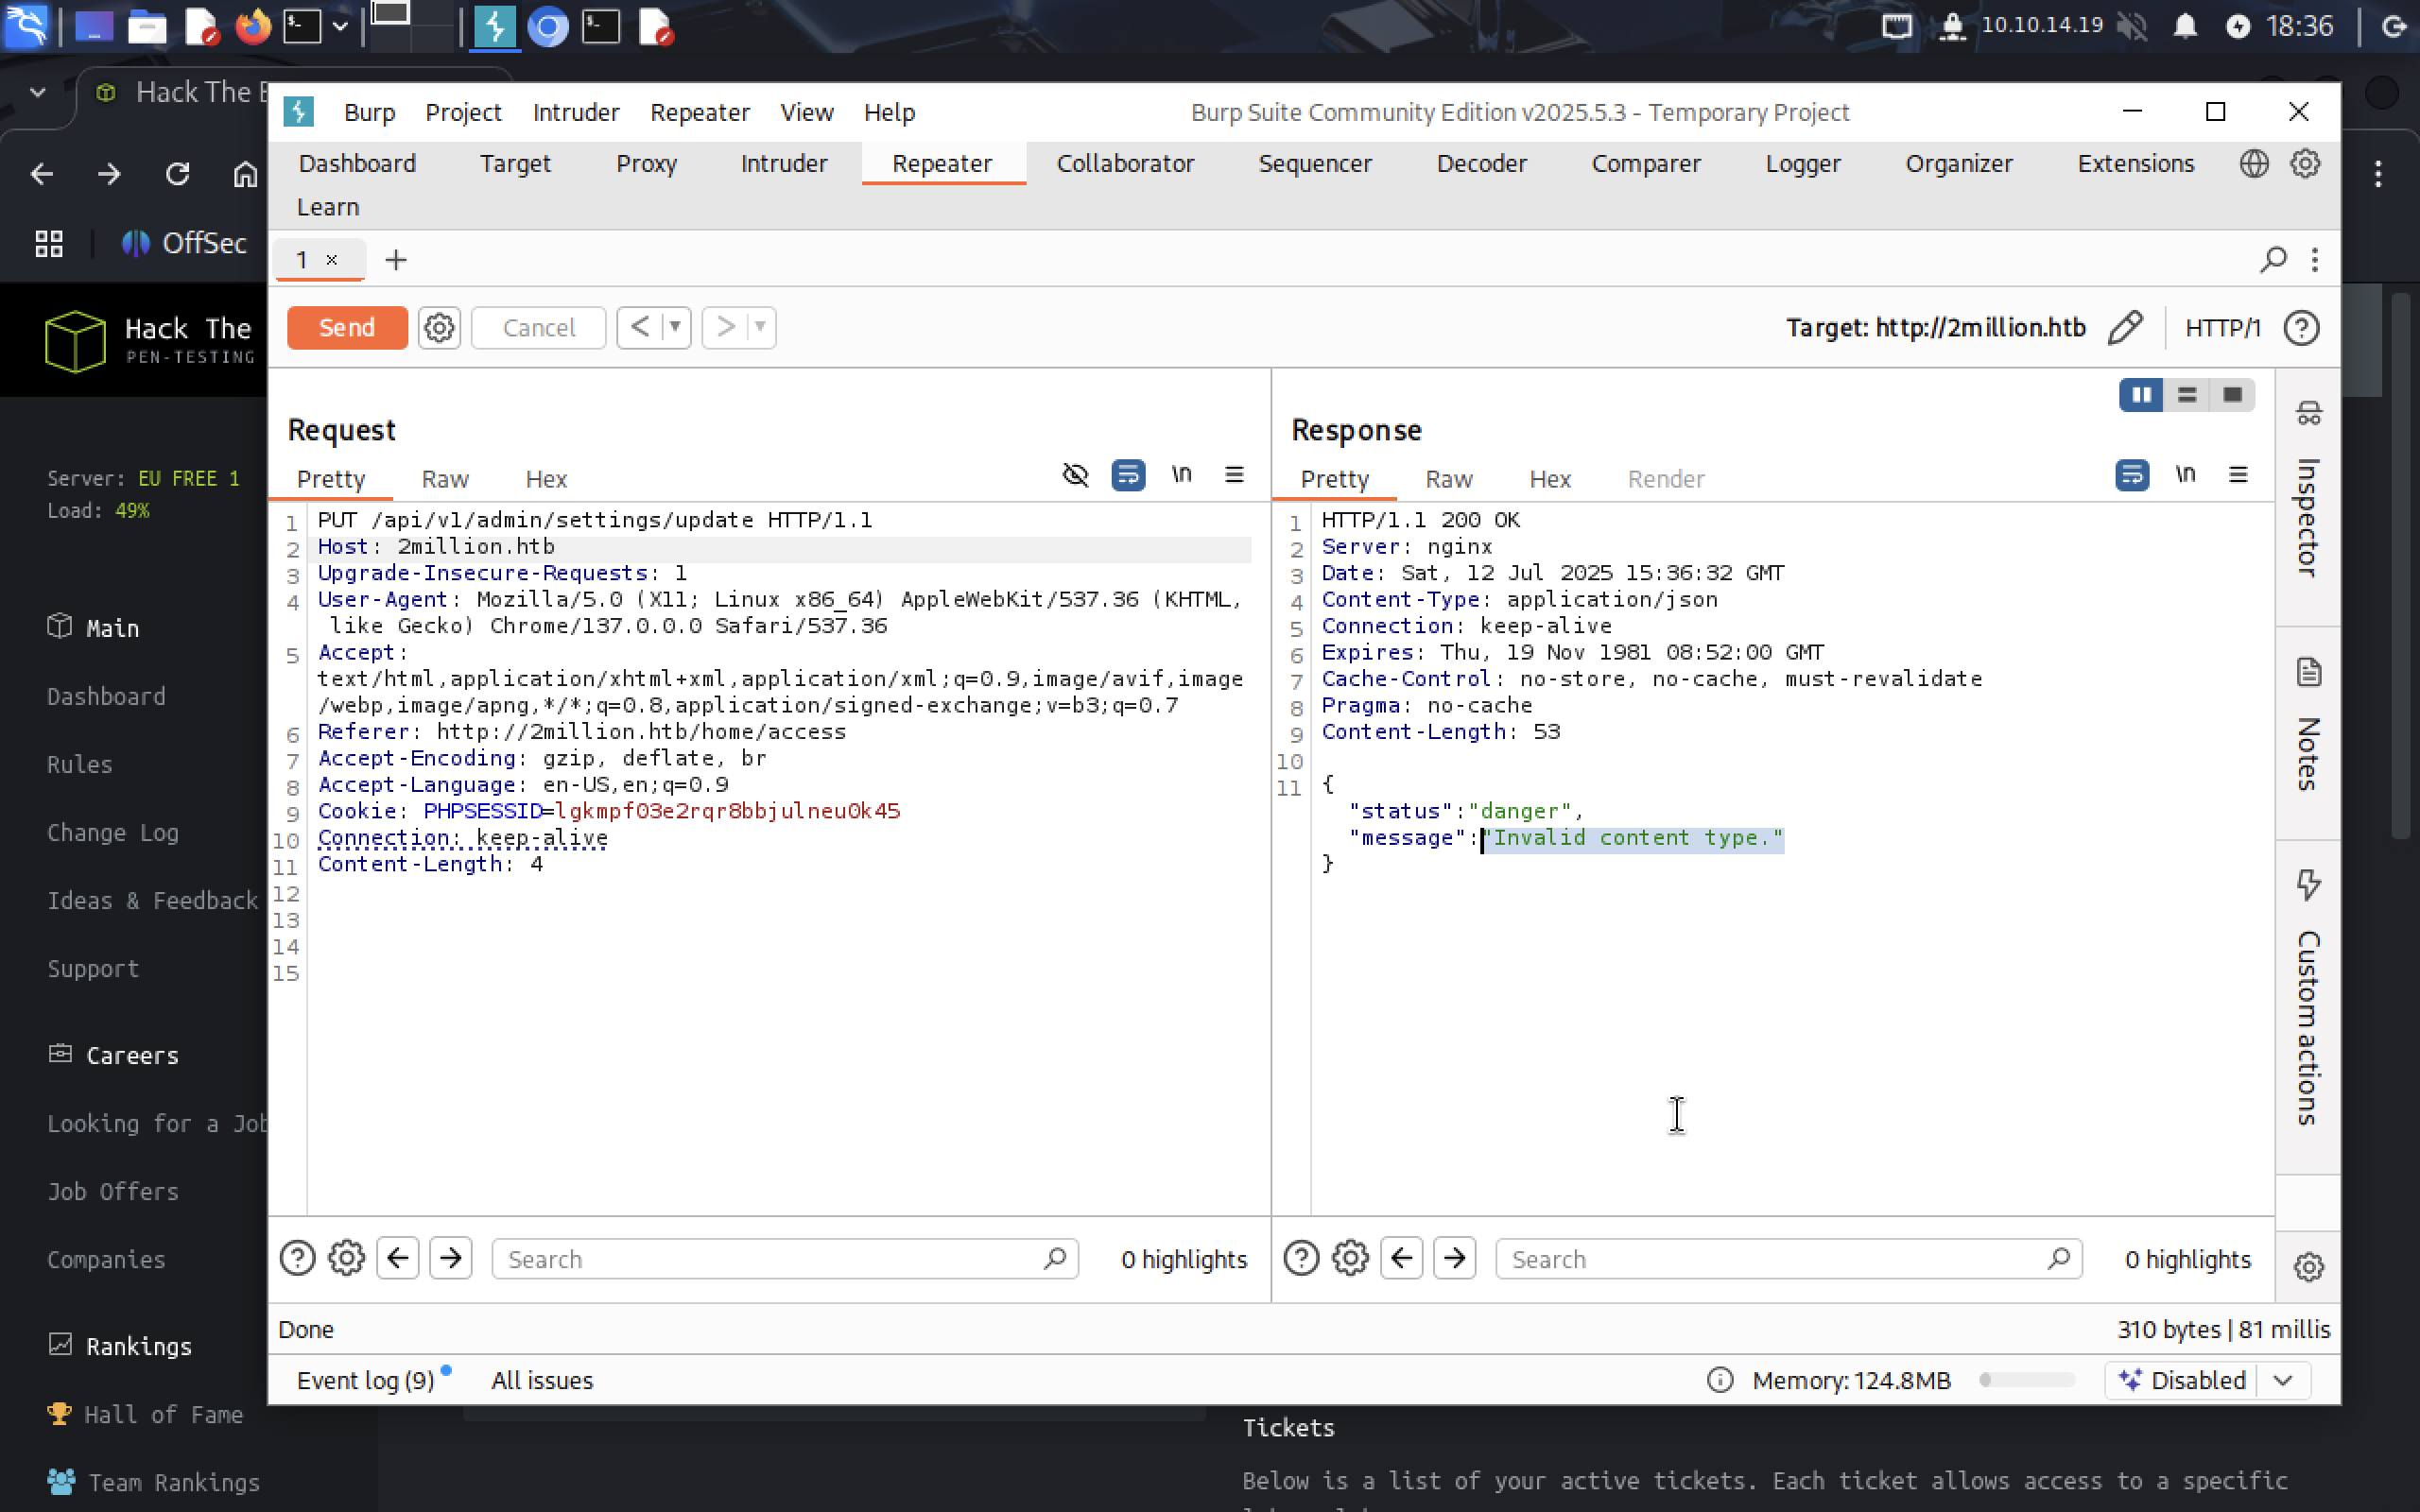 10.10.14.19
18:36
Hack The B
Burp Project Intruder Repeater View Help
Burp Suite Community Edition v2025.5.3 - Temporary Project
Dashboard Target Proxy Intruder Repeater Collaborator Sequencer Decoder Comparer Logger Organizer Extensions
Learn
OffSec
1 ×
Send
Cancel
Target: http://2million.htb
HTTP/1
Hack The
PEN-TESTING
Server: EU FREE 1
Load: 49%
Main
Dashboard
Rules
Change Log
Ideas & Feedback
Support
Careers
Looking for a Job
Job Offers
Companies
Rankings
Hall of Fame
Team Rankings
Request
Pretty Raw Hex
\n
1 PUT /api/v1/admin/settings/update HTTP/1.1
2 Host: 2million.htb
3 Upgrade-Insecure-Requests: 1
4 User-Agent: Mozilla/5.0 (X11; Linux x86_64) AppleWebKit/537.36 (KHTML,
like Gecko) Chrome/137.0.0.0 Safari/537.36
5 Accept:
text/html,application/xhtml+xml,application/xml;q=0.9,image/avif,image
/webp,image/apng,*/*;q=0.8,application/signed-exchange;v=b3;q=0.7
6 Referer: http://2million.htb/home/access
7 Accept-Encoding: gzip, deflate, br
8 Accept-Language: en-US,en;q=0.9
9 Cookie: PHPSESSID=lgkmpf03e2rqr8bbjulneu0k45
10 Connection: keep-alive
11 Content-Length: 4
12
13
14
15
Search
0 highlights
Response
Pretty Raw Hex Render
\n
1 HTTP/1.1 200 OK
2 Server: nginx
3 Date: Sat, 12 Jul 2025 15:36:32 GMT
4 Content-Type: application/json
5 Connection: keep-alive
6 Expires: Thu, 19 Nov 1981 08:52:00 GMT
7 Cache-Control: no-store, no-cache, must-revalidate
8 Pragma: no-cache
9 Content-Length: 53
10
11 {
"status":"danger",
"message":"Invalid content type."
}
Search
0 highlights
Inspector
Notes
Custom actions
Done
310 bytes | 81 millis
Event log (9)
All issues
Memory: 124.8MB
Disabled
Tickets
Below is a list of your active tickets. Each ticket allows access to a specific